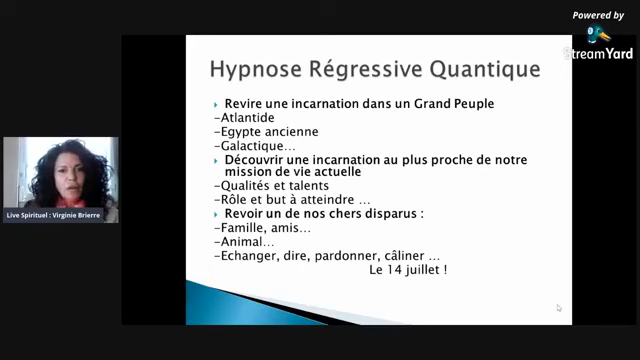 Powered by
StreamYard
Hypnose Régressive Quantique
Revire une incarnation dans un Grand Peuple
-Atlantide
-Egypte ancienne
-Galactique...
Découvrir une incarnation au plus proche de notre
mission de vie actuelle
-Qualités et talents
-Rôle et but à atteindre ...
Revoir un de nos chers disparus :
-Famille, amis...
-Animal...
-Echanger, dire, pardonner, câliner ...
Le 14 juillet !
Live Spirituel : Virginie Brierre